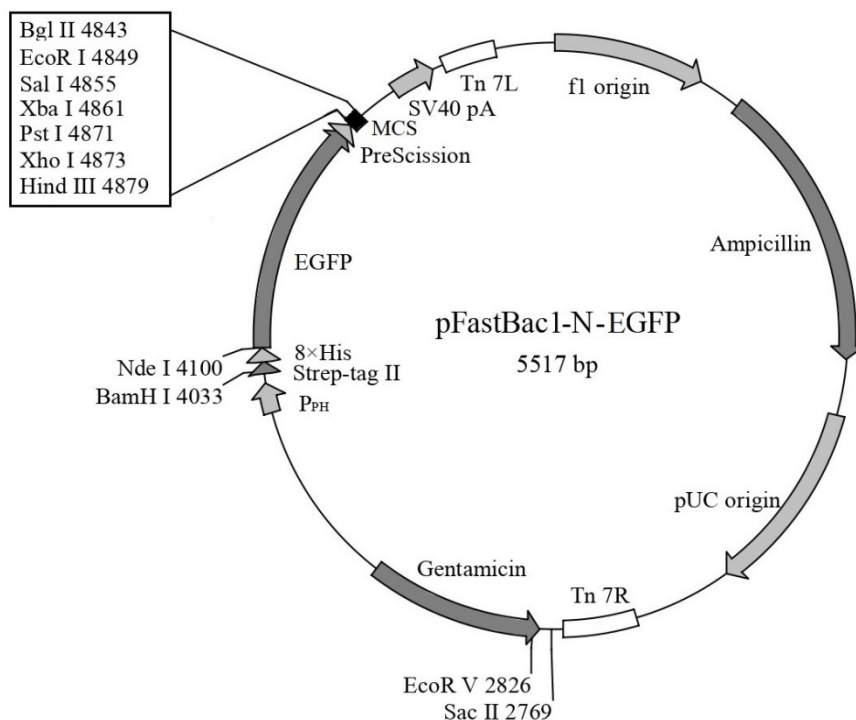 Bgl II 4843
EcoR I 4849
Sal I 4855
Xba I 4861
Pst I 4871
Xho I 4873
Hind III 4879
Tn 7L
f1 origin
SV40 pA
MCS
PreScission
Ampicillin
EGFP
pFastBac1-N-EGFP
5517 bp
Nde I 4100
8×His
Strep-tag II
BamH I 4033
PPH
pUC origin
Gentamicin
Tn 7R
EcoR V 2826
Sac II 2769